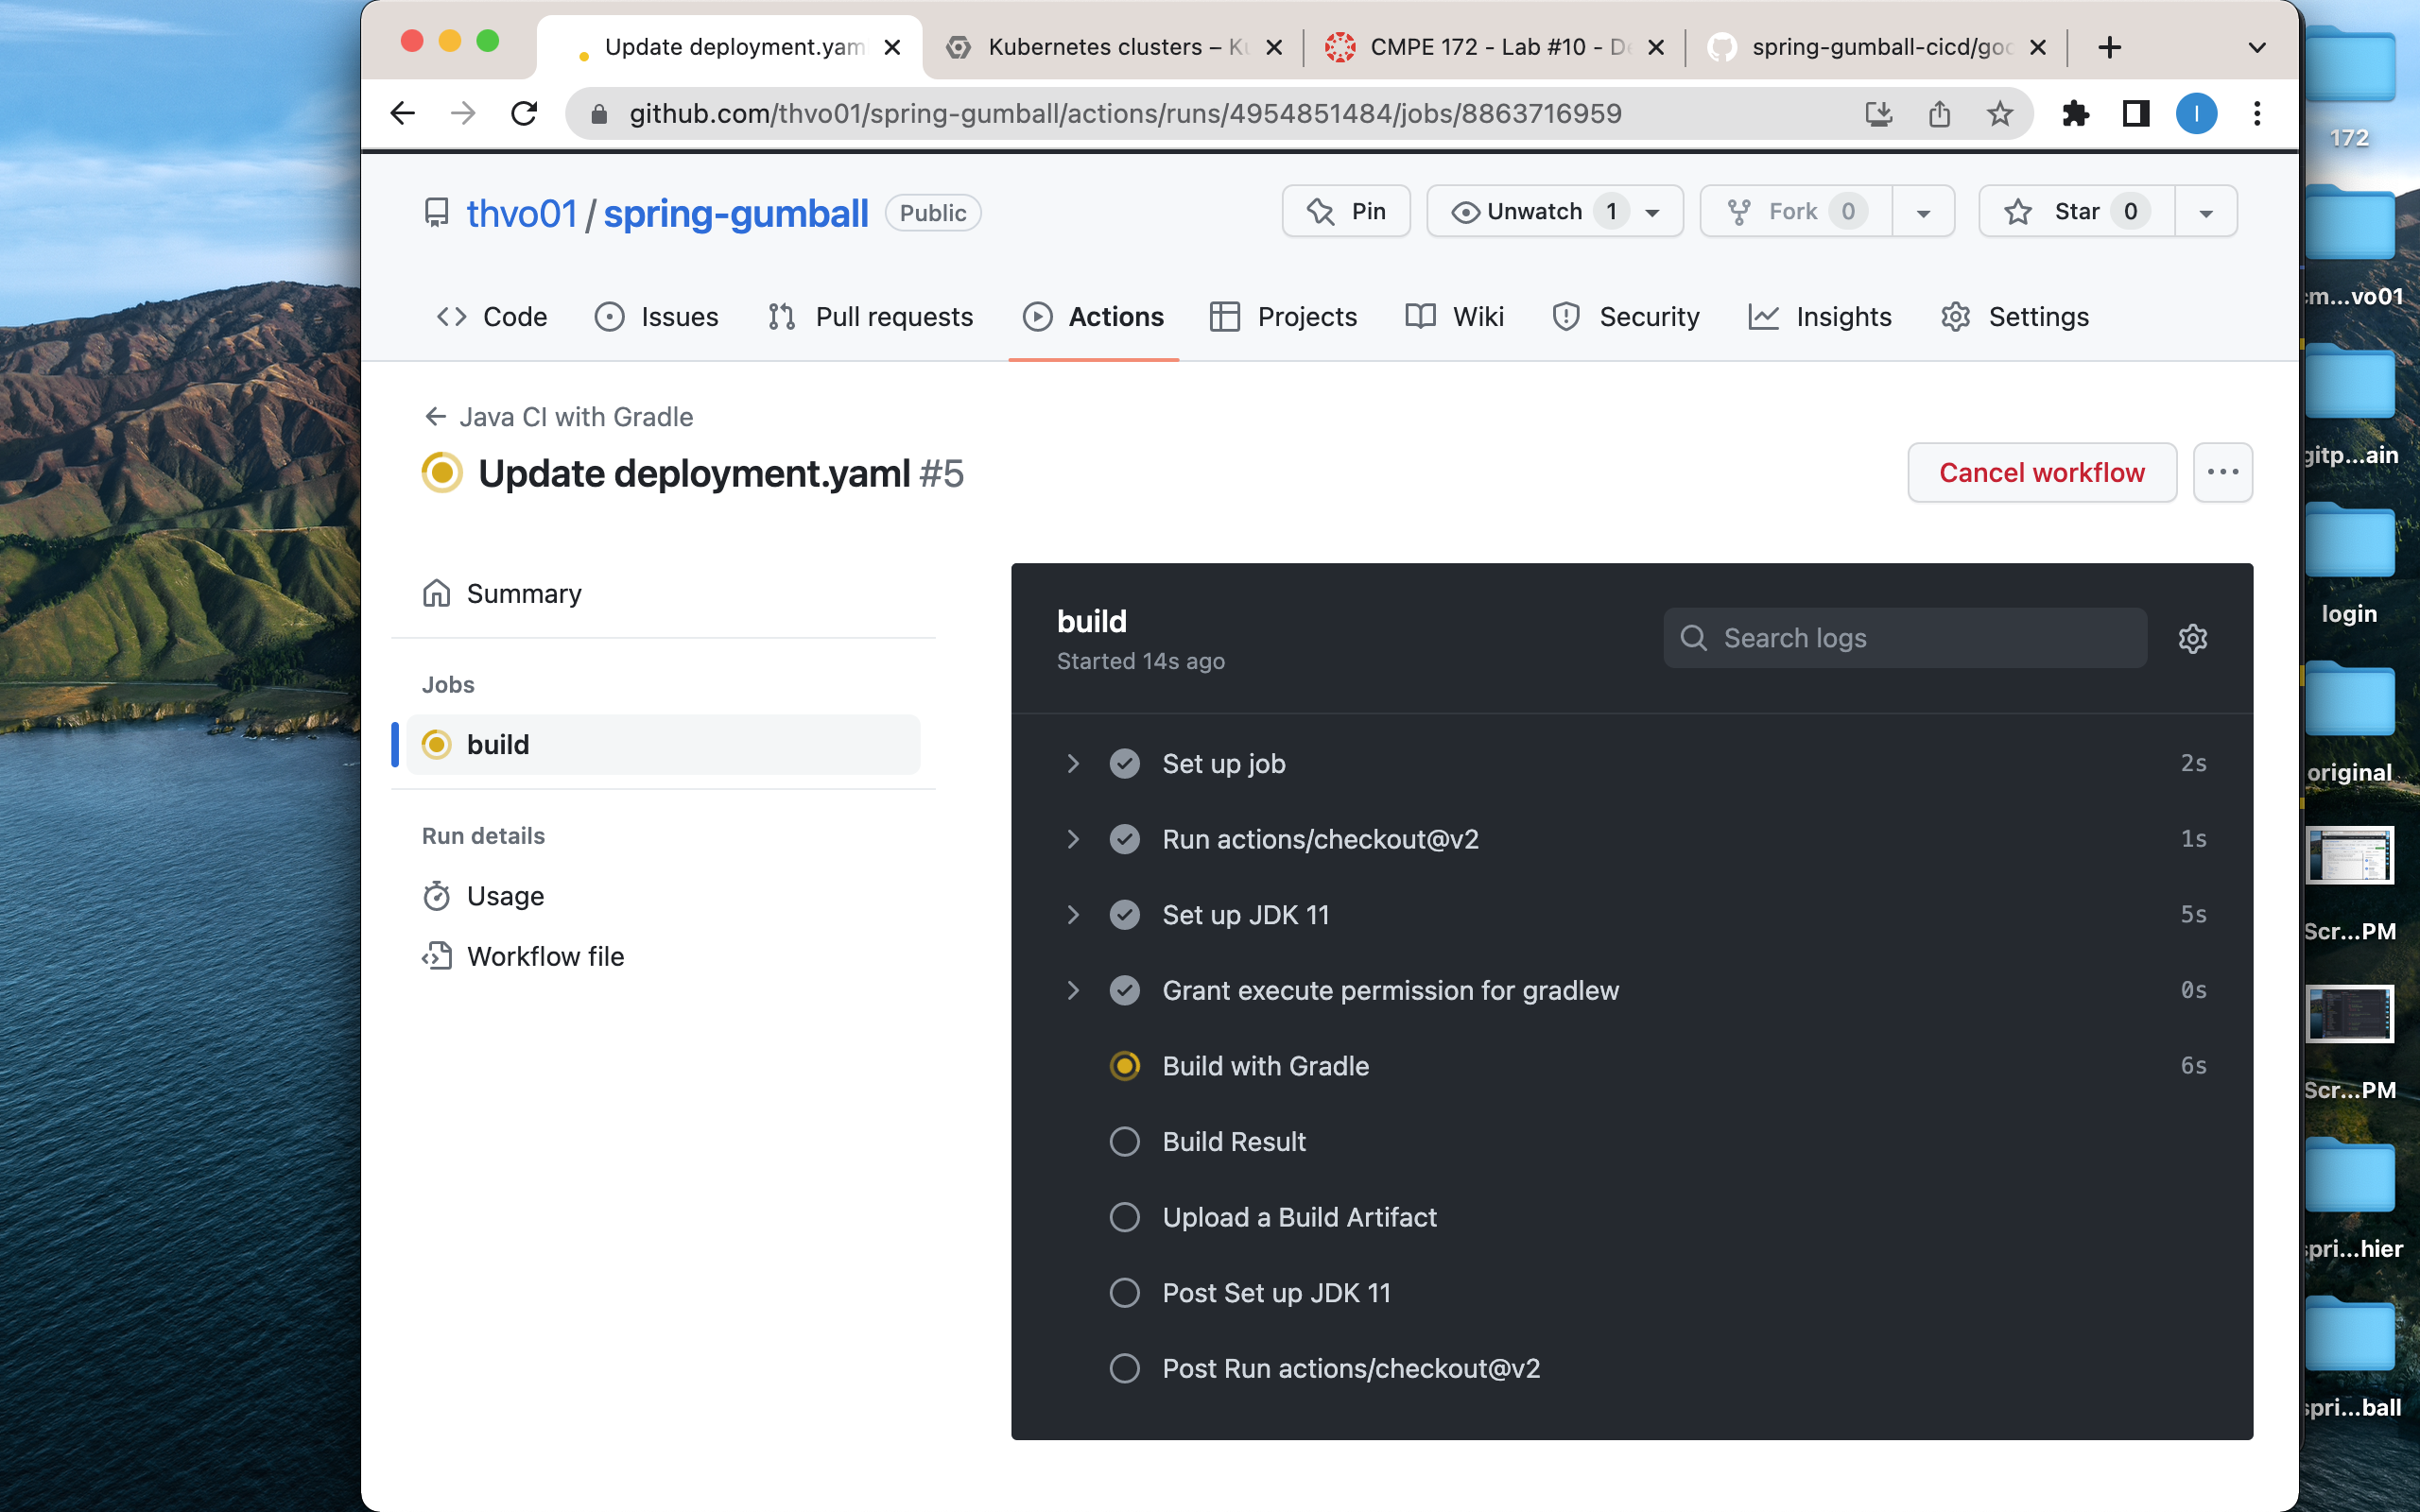 Update deployment.yam
Kubernetes clusters – Ku
CMPE 172 - Lab #10 - De
spring-gumball-cicd/goo
github.com/thvo01/spring-gumball/actions/runs/4954851484/jobs/8863716959
I
thvo01 / spring-gumball Public
Pin
Unwatch 1
Fork 0
Star 0
Code
Issues
Pull requests
Actions
Projects
Wiki
Security
Insights
Settings
Java CI with Gradle
Update deployment.yaml #5
Cancel workflow
Summary
Jobs
build
Run details
Usage
Workflow file
build
Started 14s ago
Search logs
Set up job 2s
Run actions/checkout@v2 1s
Set up JDK 11 5s
Grant execute permission for gradlew 0s
Build with Gradle 6s
Build Result
Upload a Build Artifact
Post Set up JDK 11
Post Run actions/checkout@v2
172
cm...vo01
gitp...ain
login
original
Scr...PM
Scr...PM
spri...hier
spri...ball